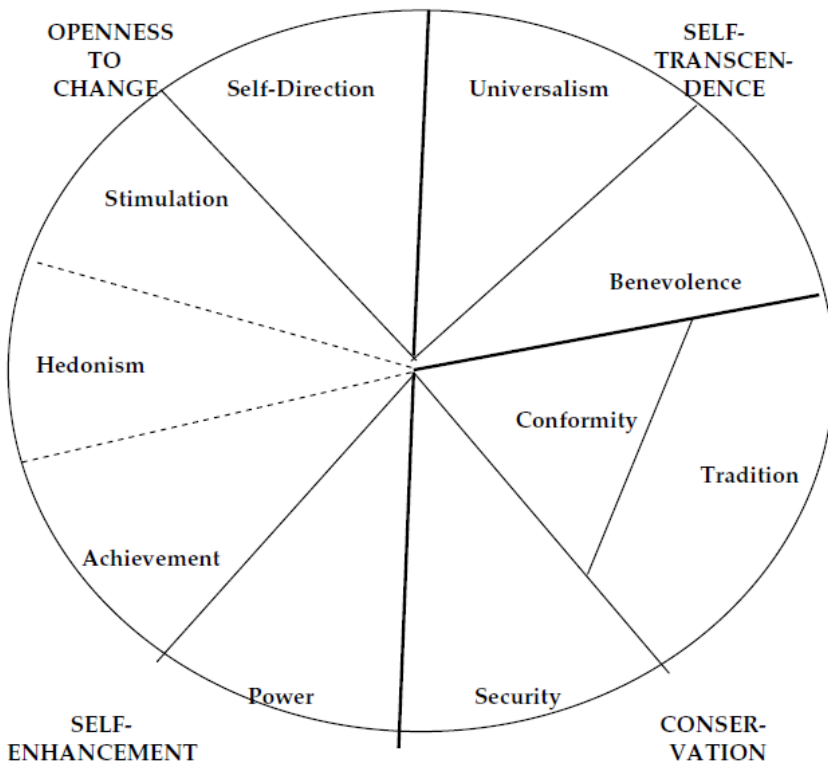 OPENNESS
TO
CHANGE
SELF-
TRANSCEN-
DENCE
Self-Direction
Universalism
Stimulation
Benevolence
Hedonism
Conformity
Tradition
Achievement
Power
Security
SELF-
ENHANCEMENT
CONSER-
VATION